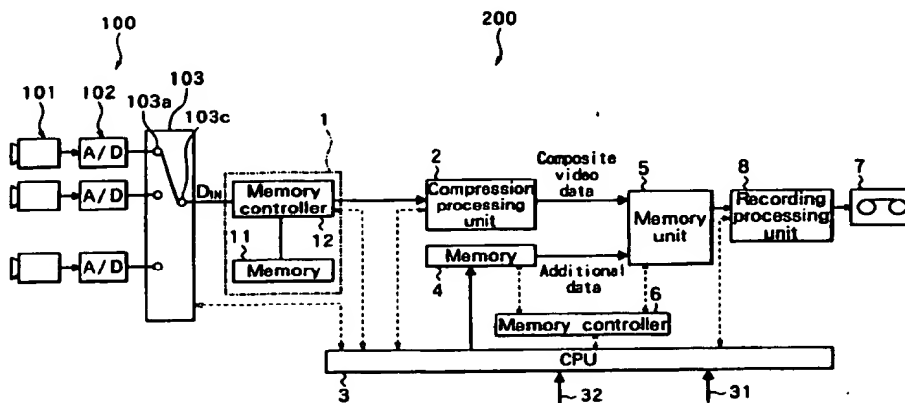 100
200
101
102
103a
103
103c
1
A/D
A/D
A/D
DIN
Memory
controller
12
11
Memory
2
Compression
processing
unit
Composite
video
data
5
Memory
unit
8
Recording
processing
unit
7
Memory
4
Additional
data
6
Memory controller
CPU
3
32
31